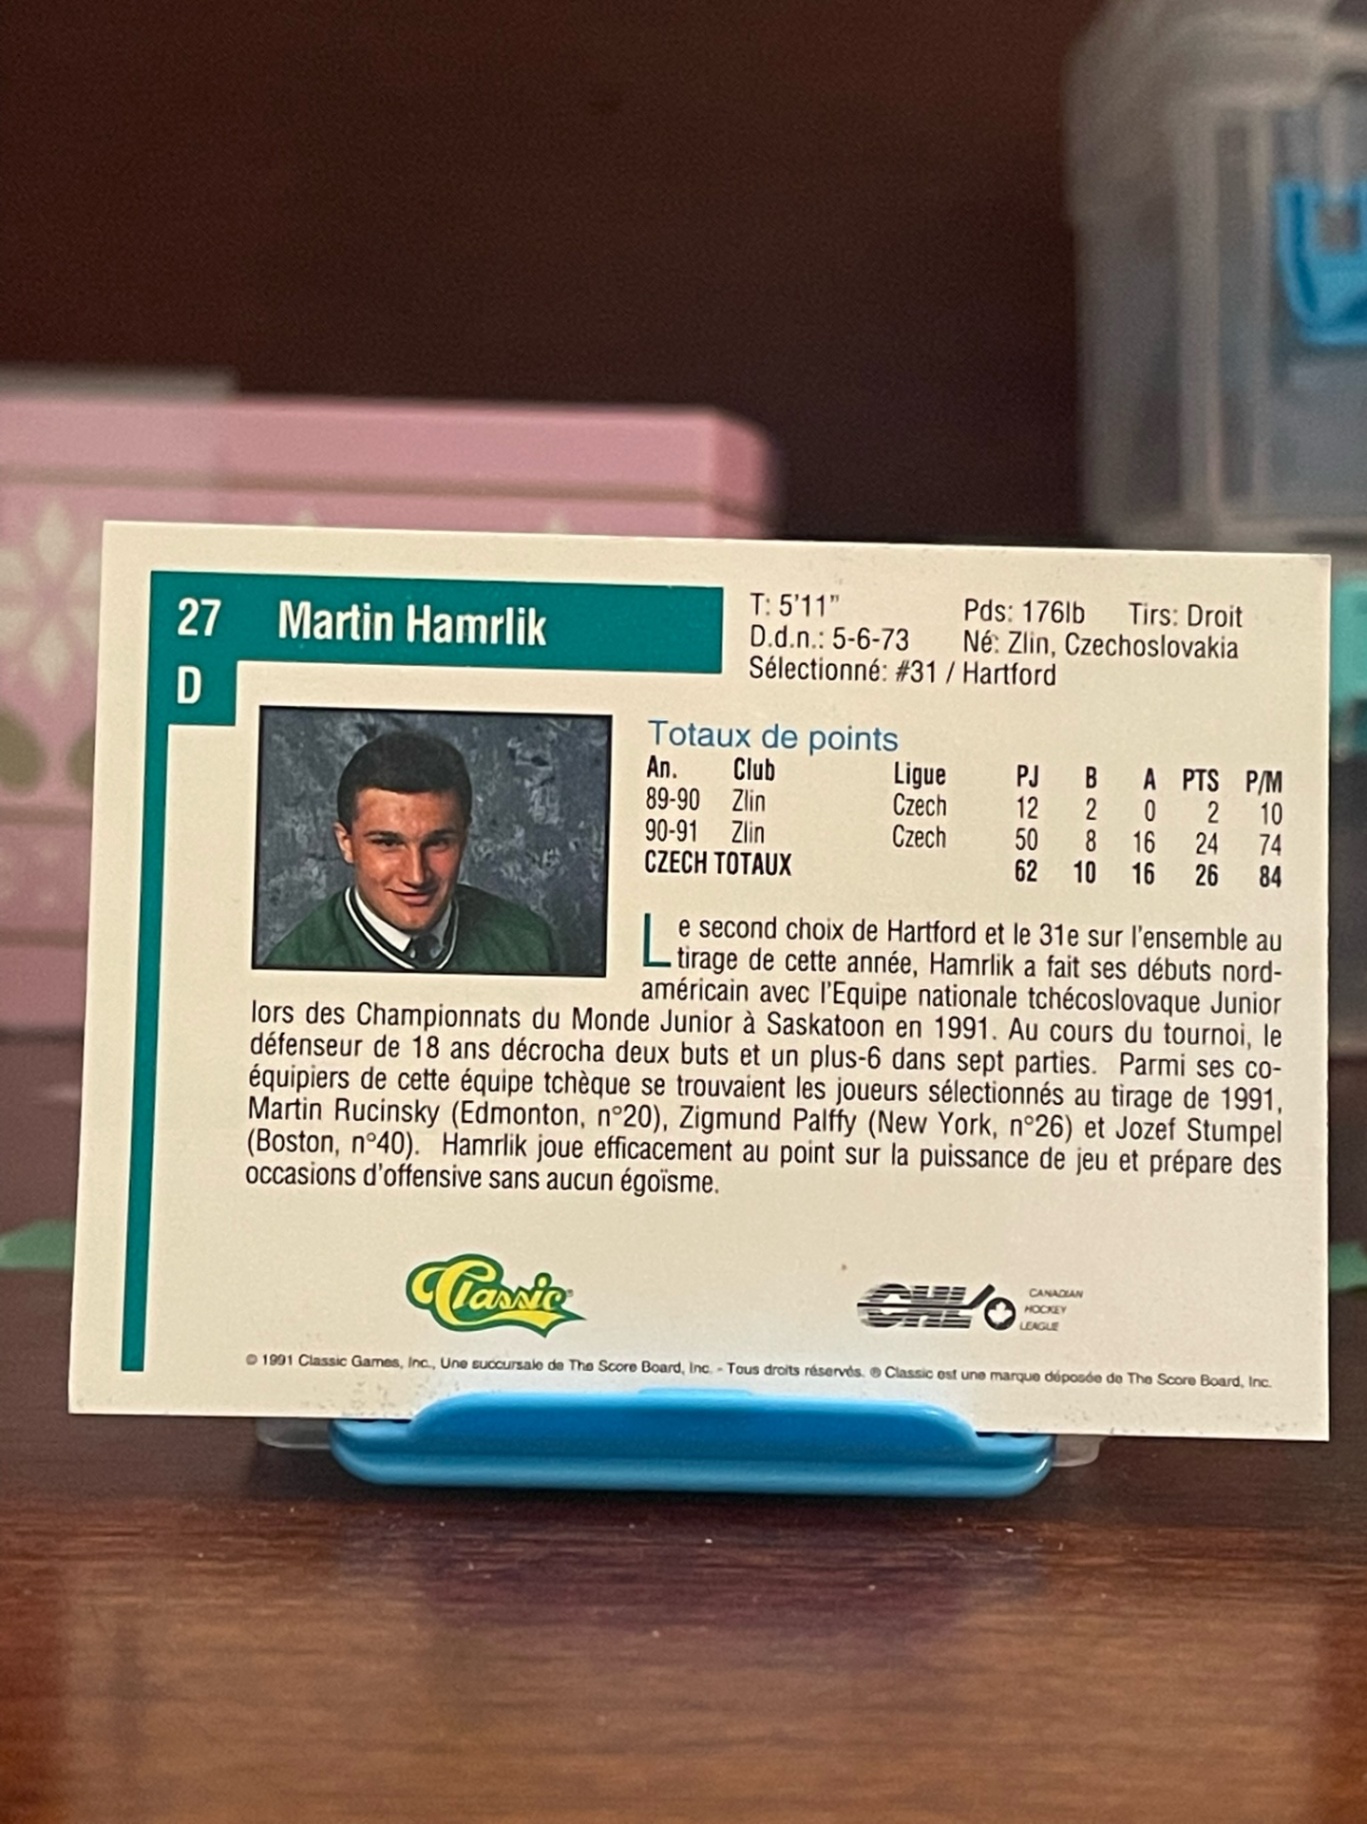 27 Martin Hamrlik
D
T: 5'11" Pds: 176lb Tirs: Droit
D.d.n.: 5-6-73 Né: Zlin, Czechoslovakia
Sélectionné: #31 / Hartford
Totaux de points
An. Club Ligue PJ B A PTS P/M
89-90 Zlin Czech 12 2 0 2 10
90-91 Zlin Czech 50 8 16 24 74
CZECH TOTAUX 62 10 16 26 84
Le second choix de Hartford et le 31e sur l'ensemble au
tirage de cette année, Hamrlik a fait ses débuts nord-
américain avec l'Equipe nationale tchécoslovaque Junior
lors des Championnats du Monde Junior à Saskatoon en 1991. Au cours du tournoi, le
défenseur de 18 ans décrocha deux buts et un plus-6 dans sept parties. Parmi ses co-
équipiers de cette équipe tchèque se trouvaient les joueurs sélectionnés au tirage de 1991,
Martin Rucinsky (Edmonton, n°20), Zigmund Palffy (New York, n°26) et Jozef Stumpel
(Boston, n°40). Hamrlik joue efficacement au point sur la puissance de jeu et prépare des
occasions d'offensive sans aucun égoïsme.
Classic®
CHL CANADIAN
HOCKEY
LEAGUE
© 1991 Classic Games, Inc., Une succursale de The Score Board, Inc. - Tous droits réservés. ® Classic est une marque déposée de The Score Board, Inc.